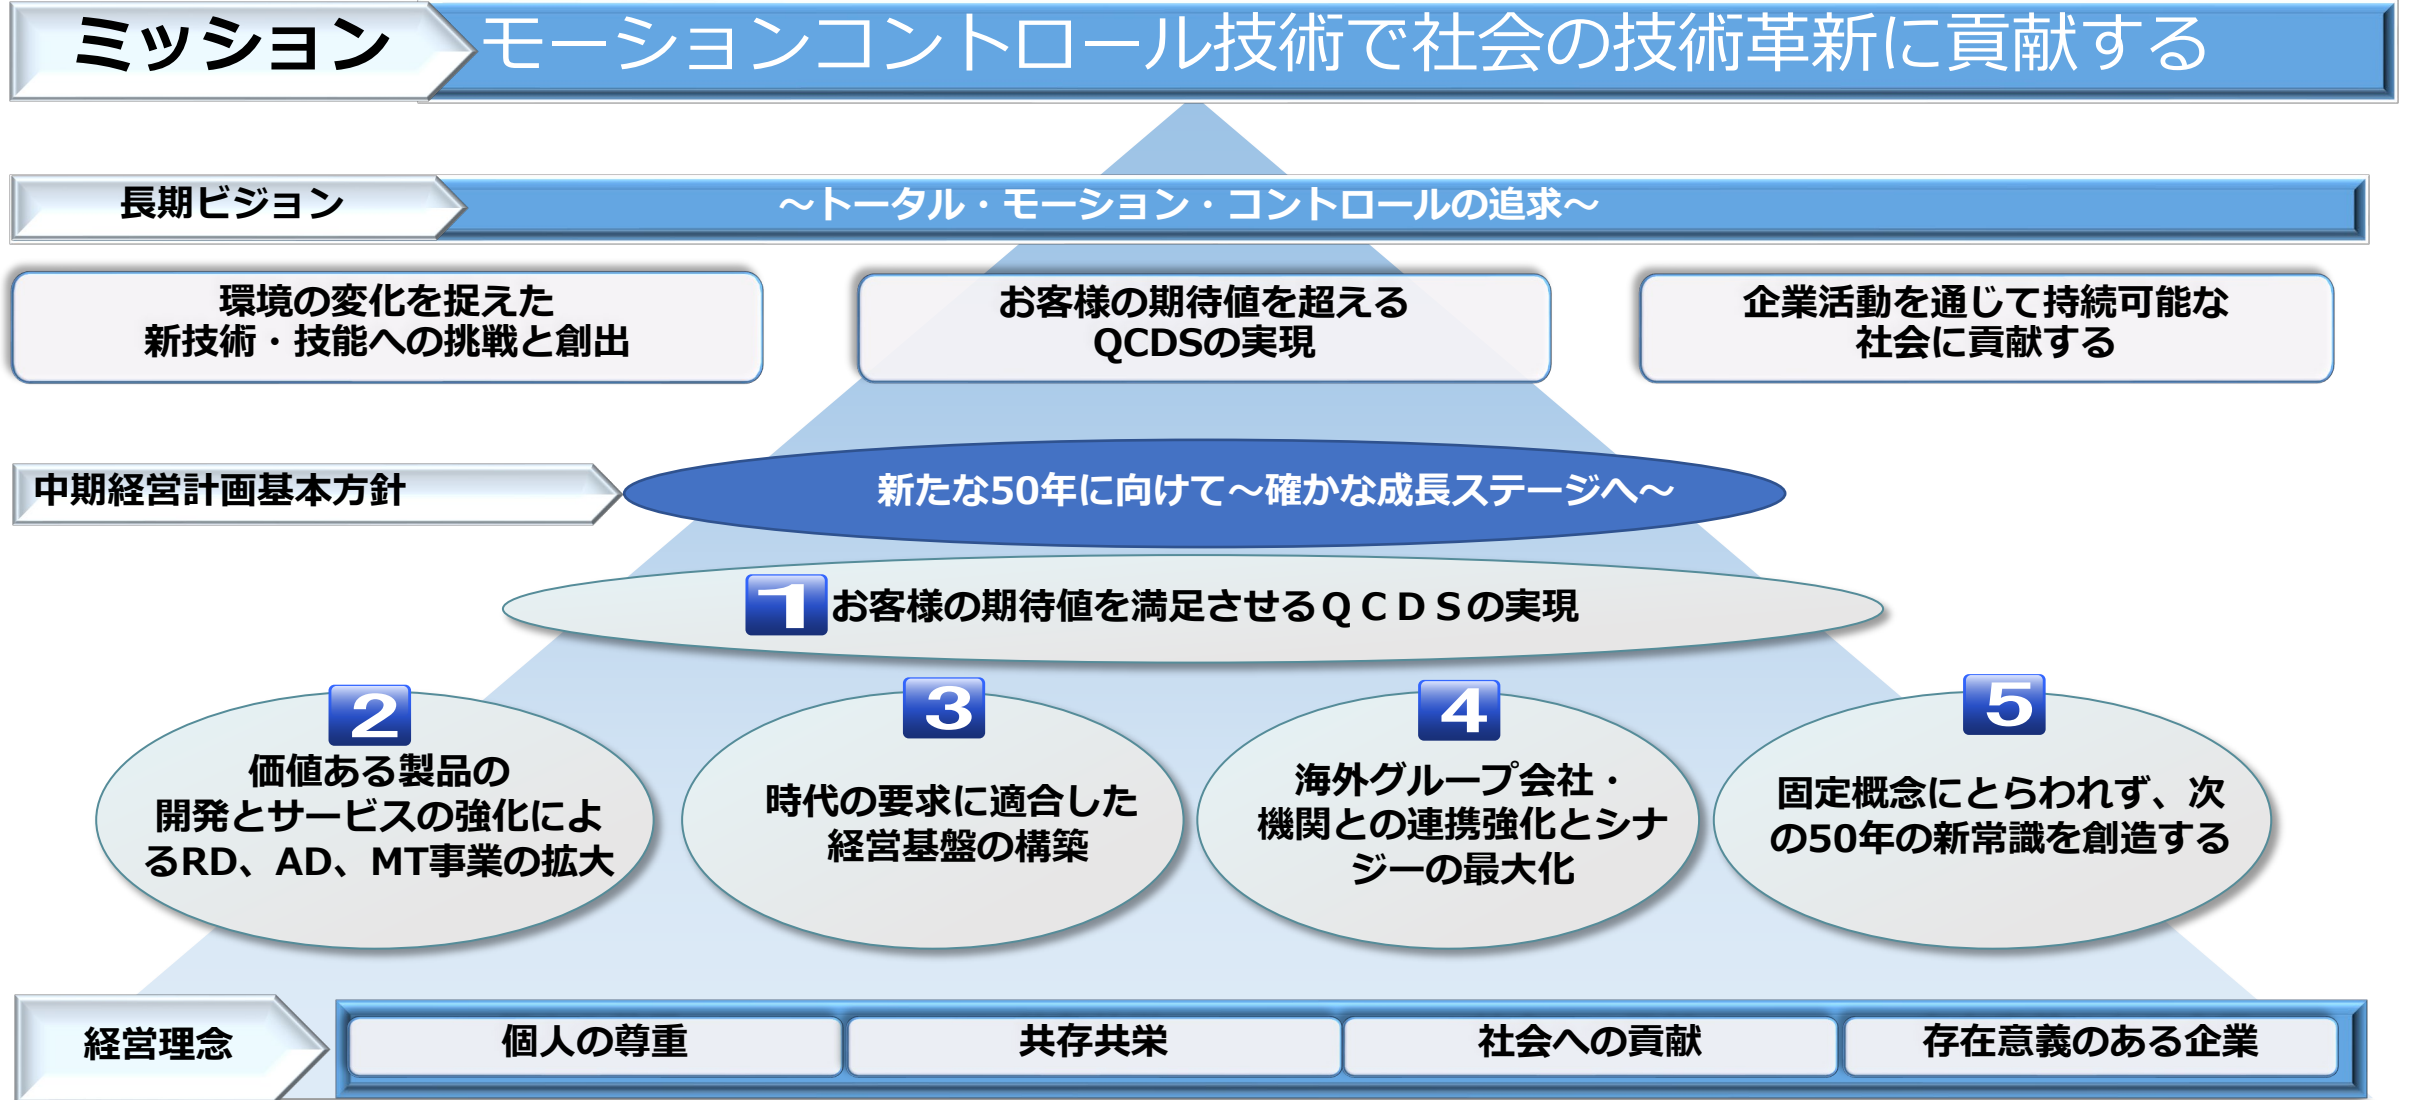 ミッション
モーションコントロール技術で社会の技術革新に貢献する
長期ビジョン
～トータル・モーション・コントロールの追求～
環境の変化を捉えた
新技術・技能への挑戦と創出
お客様の期待値を超える
QCDSの実現
企業活動を通じて持続可能な
社会に貢献する
中期経営計画基本方針
新たな50年に向けて～確かな成長ステージへ～
1
お客様の期待値を満足させるＱＣＤＳの実現
2
価値ある製品の
開発とサービスの強化によ
るRD、AD、MT事業の拡大
3
時代の要求に適合した
経営基盤の構築
4
海外グループ会社・
機関との連携強化とシナ
ジーの最大化
5
固定概念にとらわれず、次
の50年の新常識を創造する
経営理念
個人の尊重
共存共栄
社会への貢献
存在意義のある企業